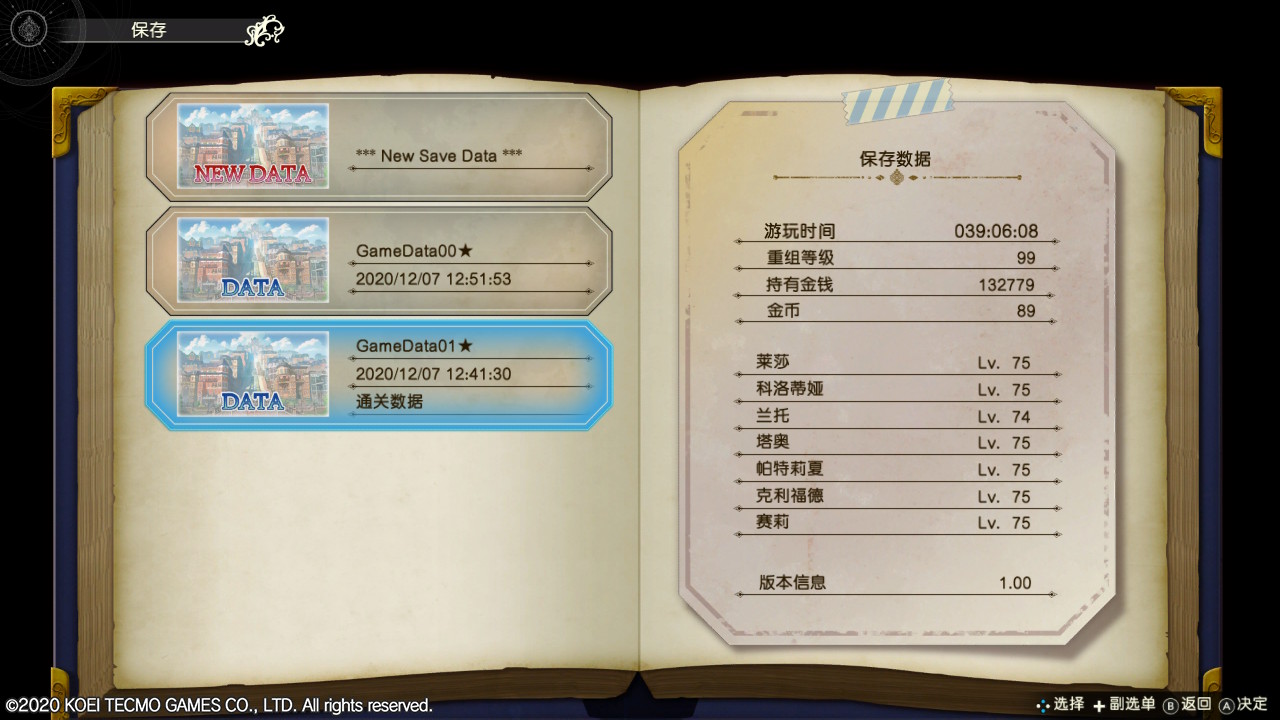 保存
NEW DATA
*** New Save Data ***
DATA
GameData00★
2020/12/07 12:51:53
DATA
GameData01★
2020/12/07 12:41:30
通关数据
保存数据
游玩时间 039:06:08
重组等级 99
持有金钱 132779
金币 89
莱莎 Lv. 75
科洛蒂娅 Lv. 75
兰托 Lv. 74
塔奥 Lv. 75
帕特莉夏 Lv. 75
克利福德 Lv. 75
赛莉 Lv. 75
版本信息 1.00
©2020 KOEI TECMO GAMES CO., LTD. All rights reserved.
选择 副选单 B 返回 A 决定